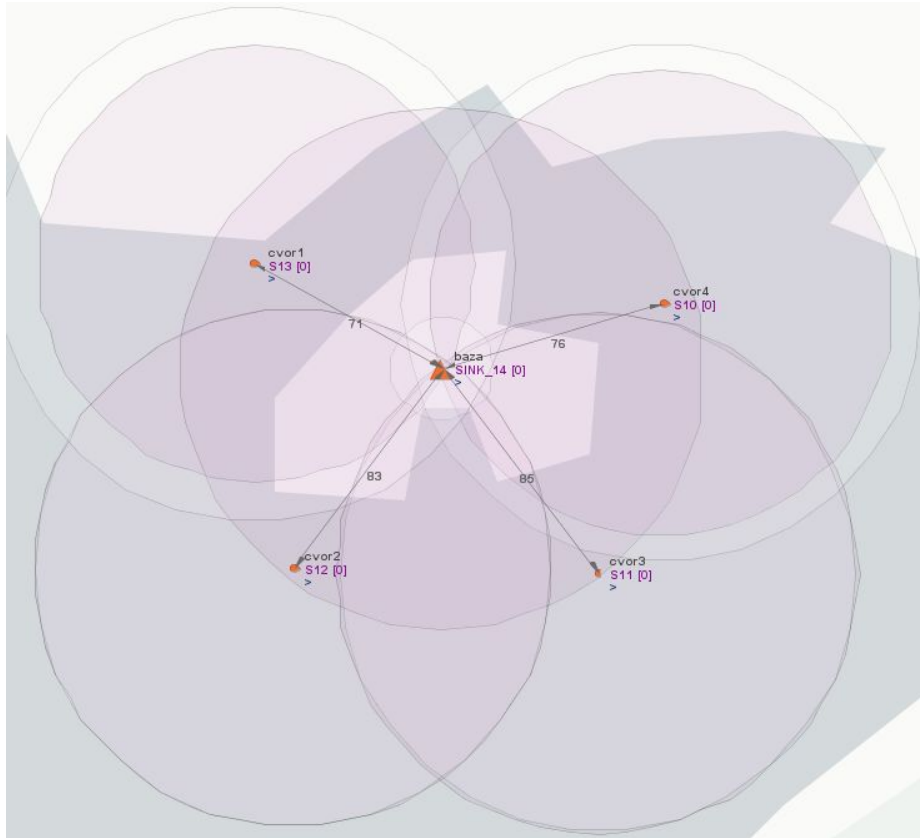 cvor1
S13 [0]
>
cvor4
S10 [0]
>
71
76
baza
SINK_14 [0]
>
83
85
cvor2
S12 [0]
>
cvor3
S11 [0]
>